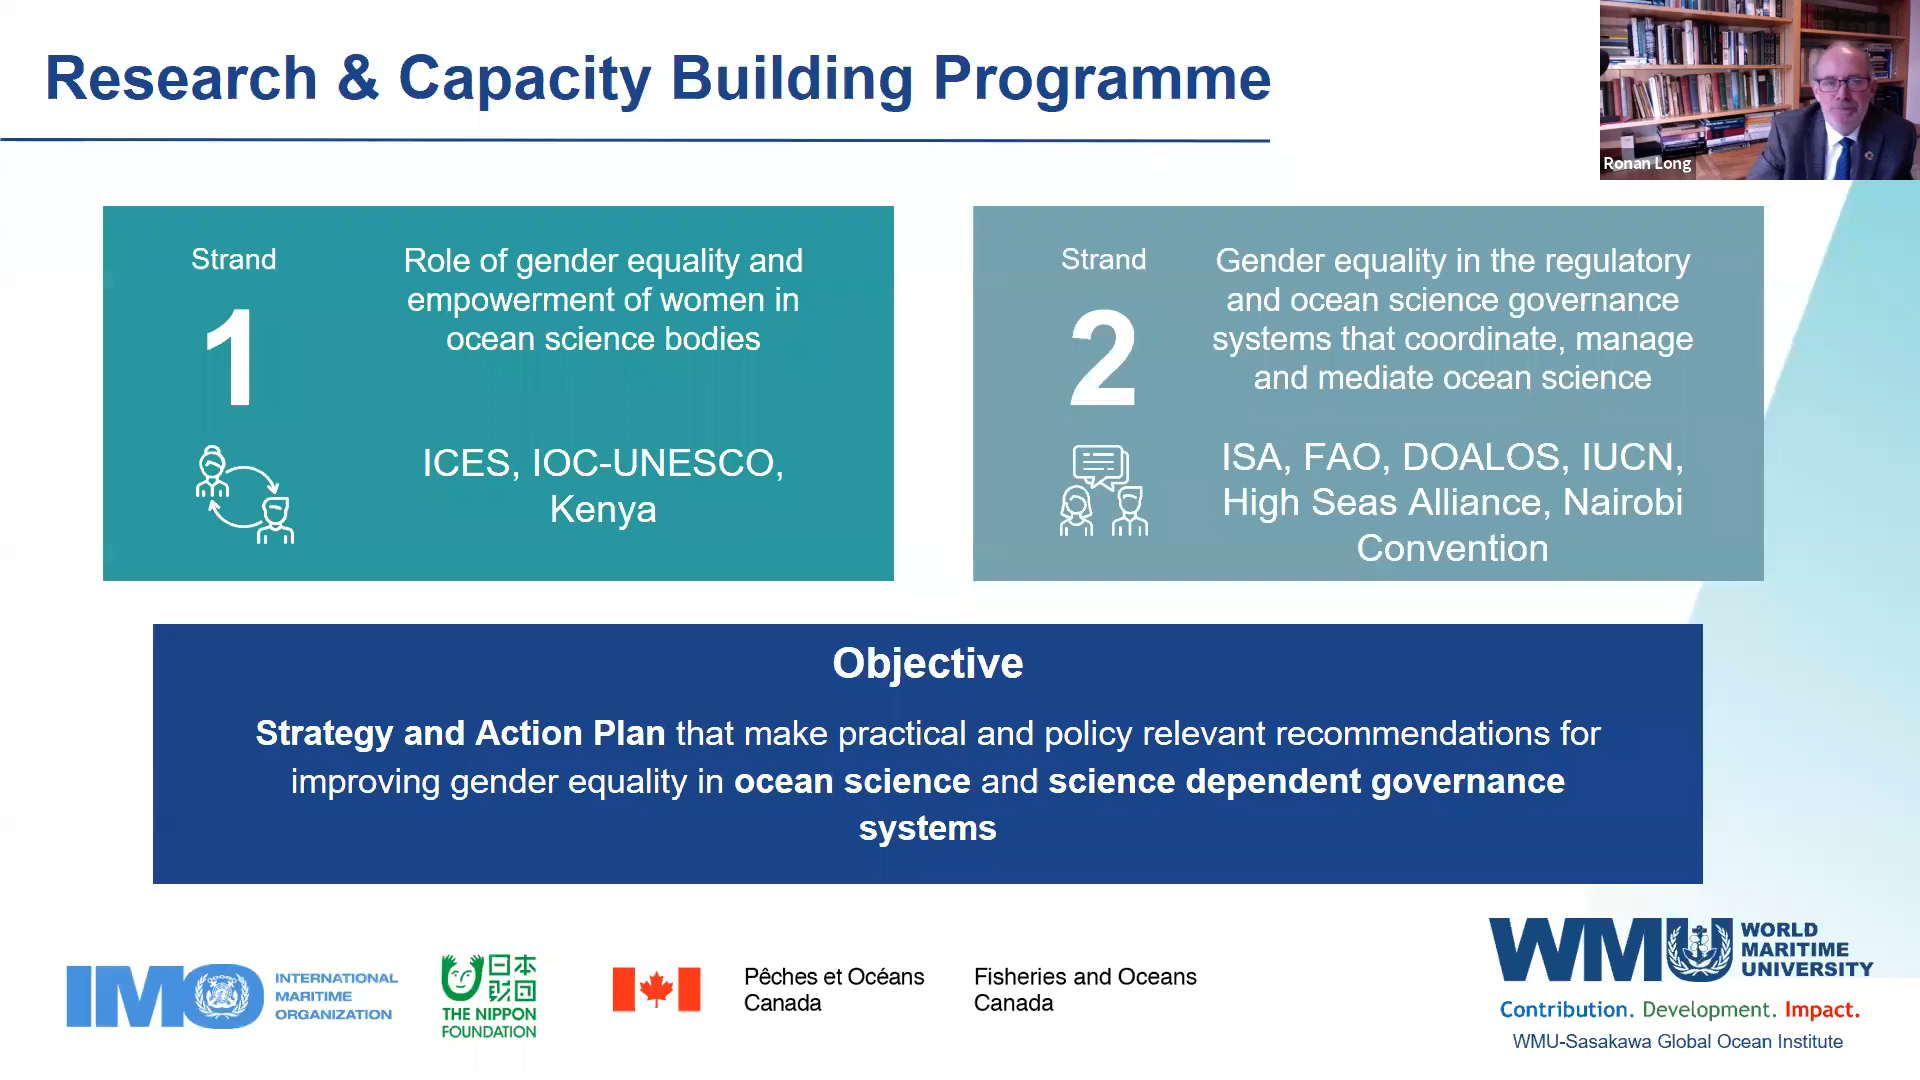 Research & Capacity Building Programme
Ronan Long
Strand
1
Role of gender equality and
empowerment of women in
ocean science bodies
ICES, IOC-UNESCO,
Kenya
Strand
2
Gender equality in the regulatory
and ocean science governance
systems that coordinate, manage
and mediate ocean science
ISA, FAO, DOALOS, IUCN,
High Seas Alliance, Nairobi
Convention
Objective
Strategy and Action Plan that make practical and policy relevant recommendations for
improving gender equality in ocean science and science dependent governance
systems
IMO
INTERNATIONAL
MARITIME
ORGANIZATION
日本
財団
THE NIPPON
FOUNDATION
Pêches et Océans
Canada
Fisheries and Oceans
Canada
WMU
WORLD
MARITIME
UNIVERSITY
Contribution. Development. Impact.
WMU-Sasakawa Global Ocean Institute